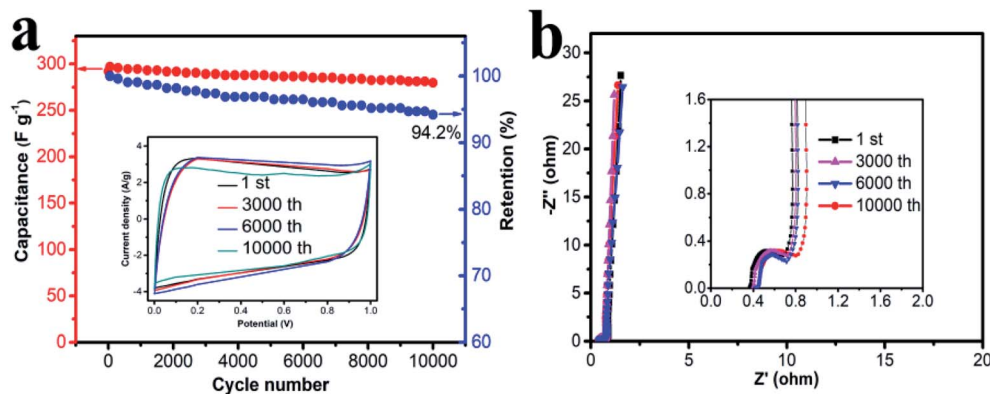 a
Capacitance (F g⁻¹)
300
250
200
150
100
50
0
0 2000 4000 6000 8000 10000
Cycle number
100
90
80
70
60
Retention (%)
94.2%
Current density (A/g)
4
2
0
-2
-4
0.0 0.2 0.4 0.6 0.8 1.0
Potential (V)
1 st
3000 th
6000 th
10000 th
b
-Z'' (ohm)
30
25
20
15
10
5
0
0 5 10 15 20
Z' (ohm)
1.6
1.2
0.8
0.4
0.0
0.0 0.4 0.8 1.2 1.6 2.0
1 st
3000 th
6000 th
10000 th